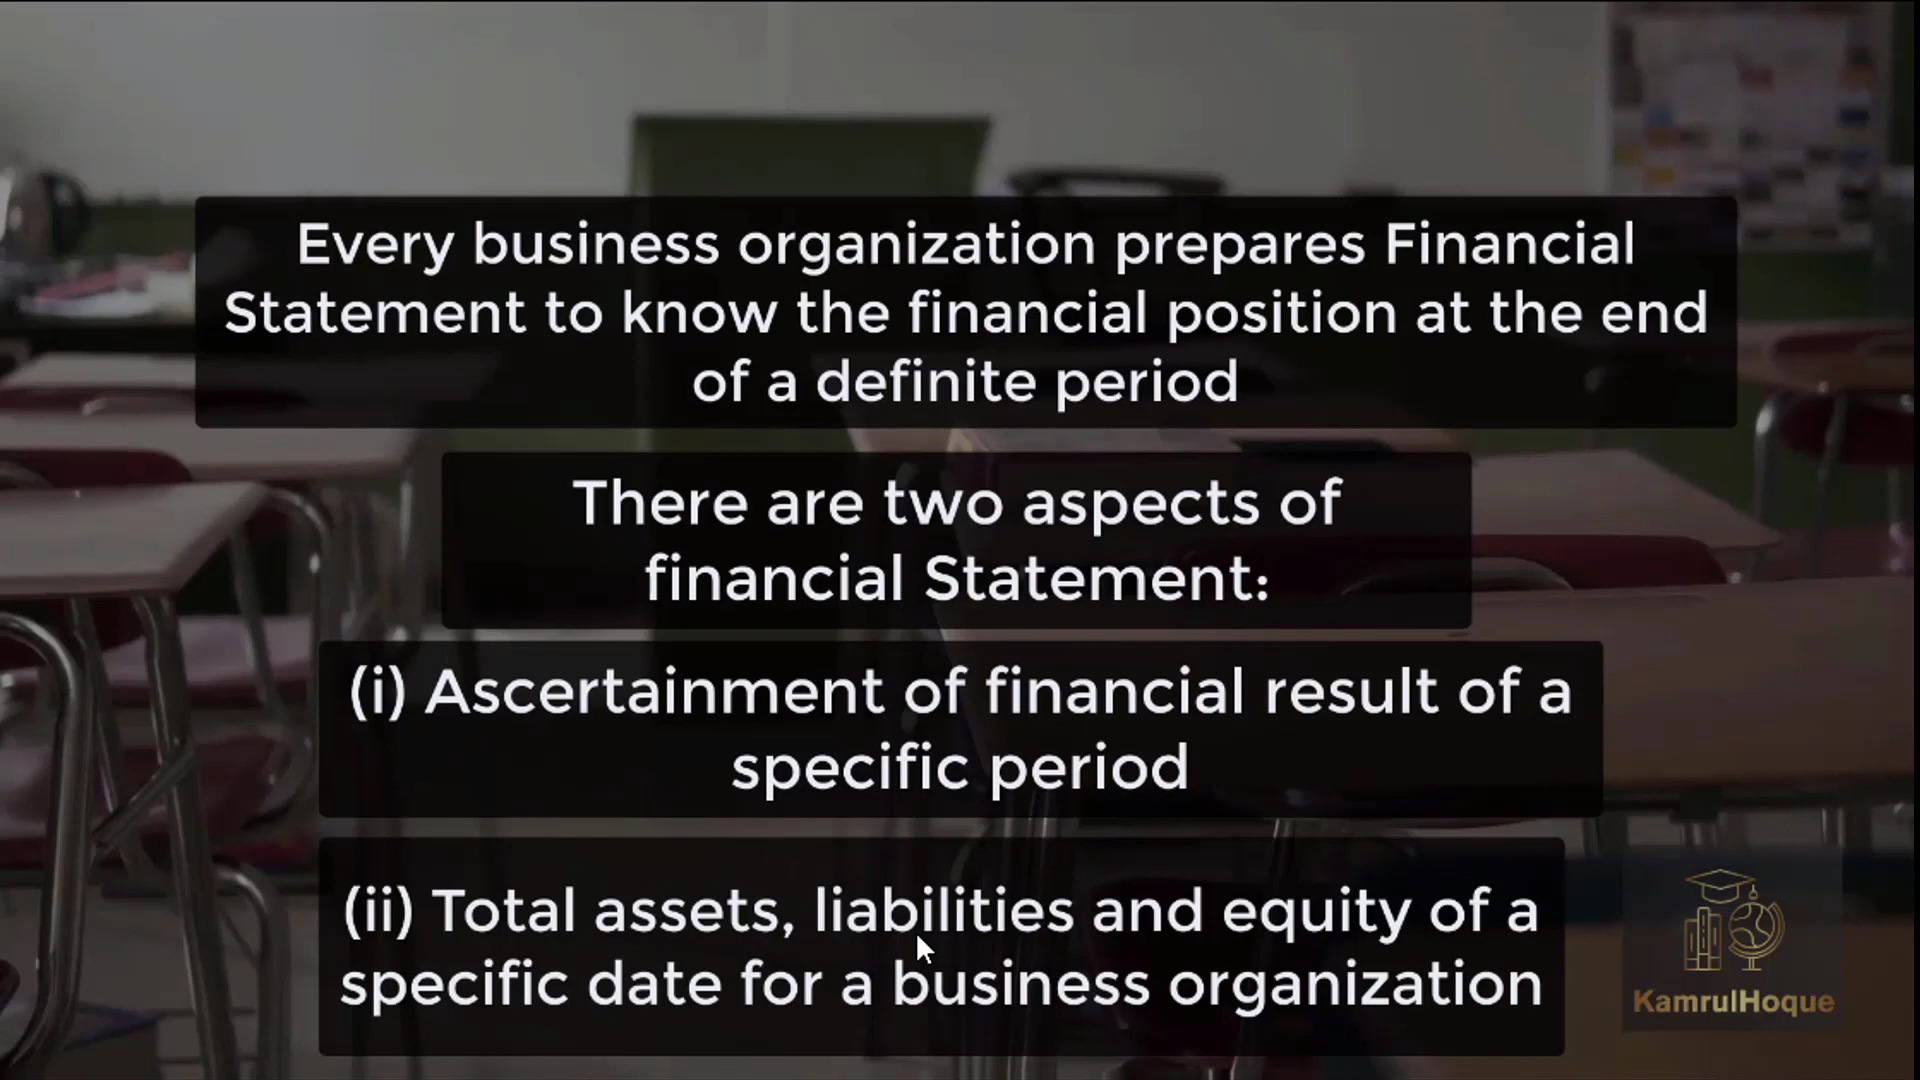 Every business organization prepares Financial
Statement to know the financial position at the end
of a definite period
There are two aspects of
financial Statement:
(i) Ascertainment of financial result of a
specific period
(ii) Total assets, liabilities and equity of a
specific date for a business organization
KamrulHoque